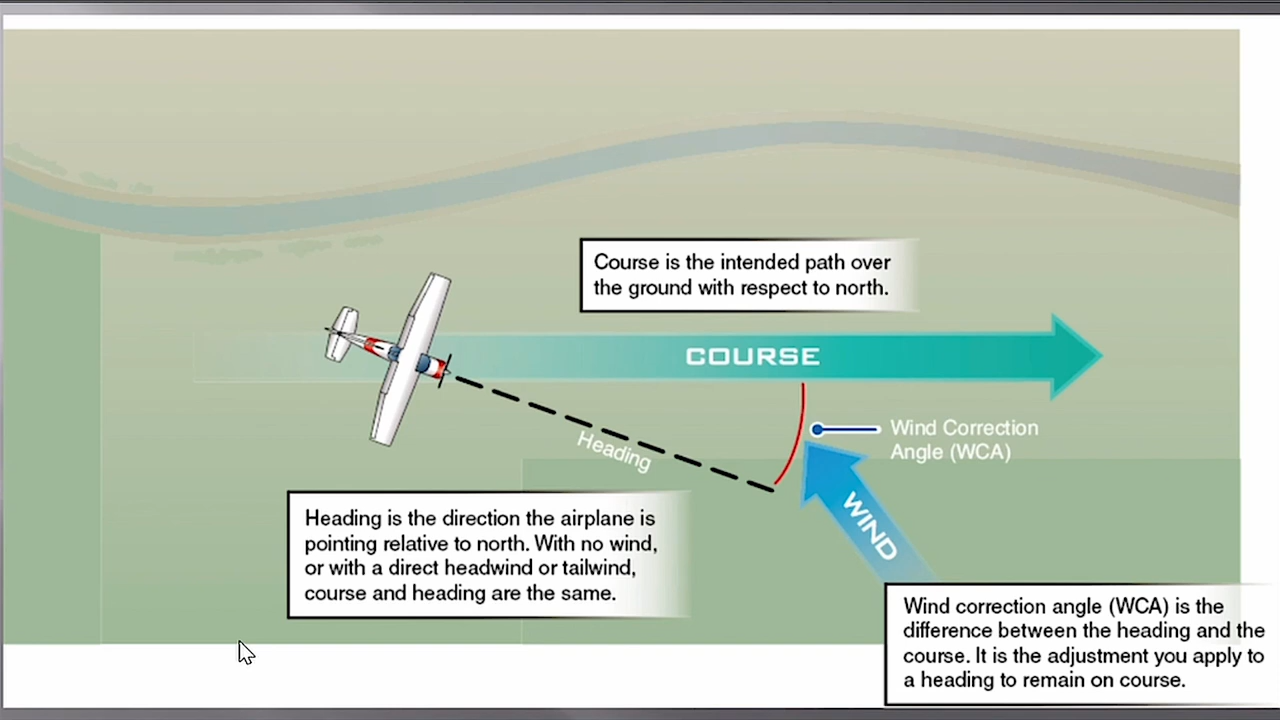 Course is the intended path over
the ground with respect to north.
COURSE
Wind Correction
Angle (WCA)
Heading
WIND
Heading is the direction the airplane is
pointing relative to north. With no wind,
or with a direct headwind or tailwind,
course and heading are the same.
Wind correction angle (WCA) is the
difference between the heading and the
course. It is the adjustment you apply to
a heading to remain on course.